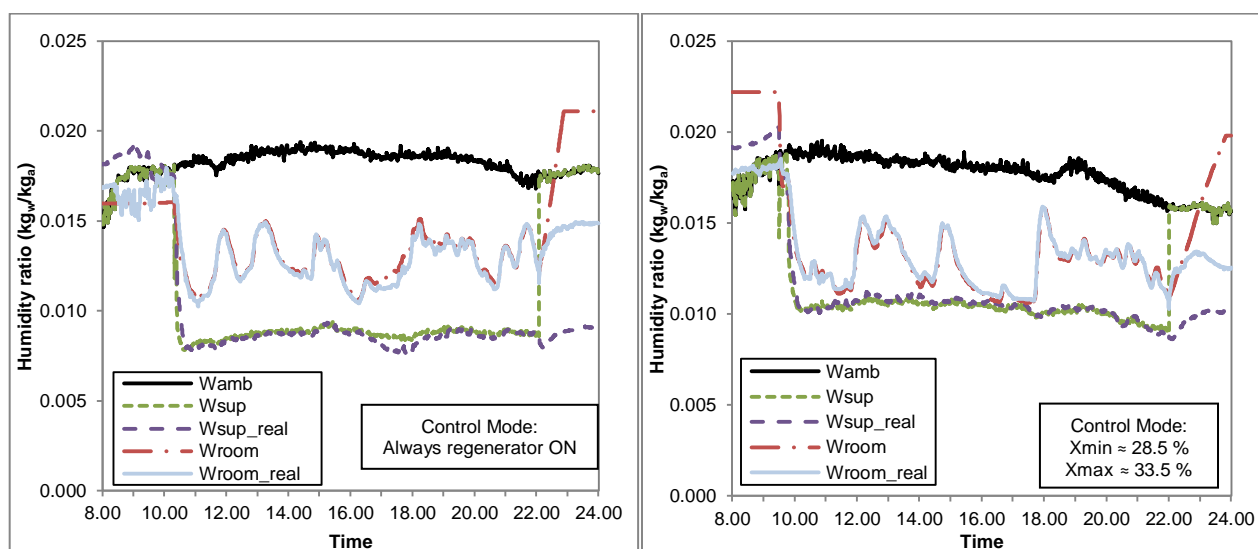 0.025
0.020
0.015
0.010
0.005
0.000
Humidity ratio (kgw/kga)
8.00 10.00 12.00 14.00 16.00 18.00 20.00 22.00 24.00
Time
Wamb
Wsup
Wsup_real
Wroom
Wroom_real
Control Mode:
Always regenerator ON
0.025
0.020
0.015
0.010
0.005
0.000
Humidity ratio (kgw/kga)
8.00 10.00 12.00 14.00 16.00 18.00 20.00 22.00 24.00
Time
Wamb
Wsup
Wsup_real
Wroom
Wroom_real
Control Mode:
Xmin ≈ 28.5 %
Xmax ≈ 33.5 %